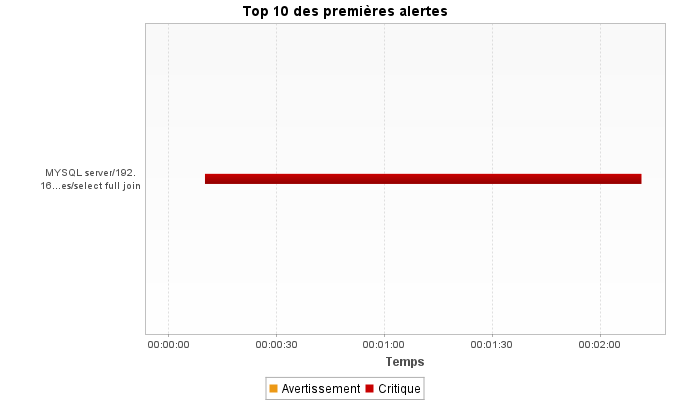 Top 10 des premières alertes
MYSQL server/192.
16...es/select full join
00:00:00 00:00:30 00:01:00 00:01:30 00:02:00
Temps
Avertissement Critique